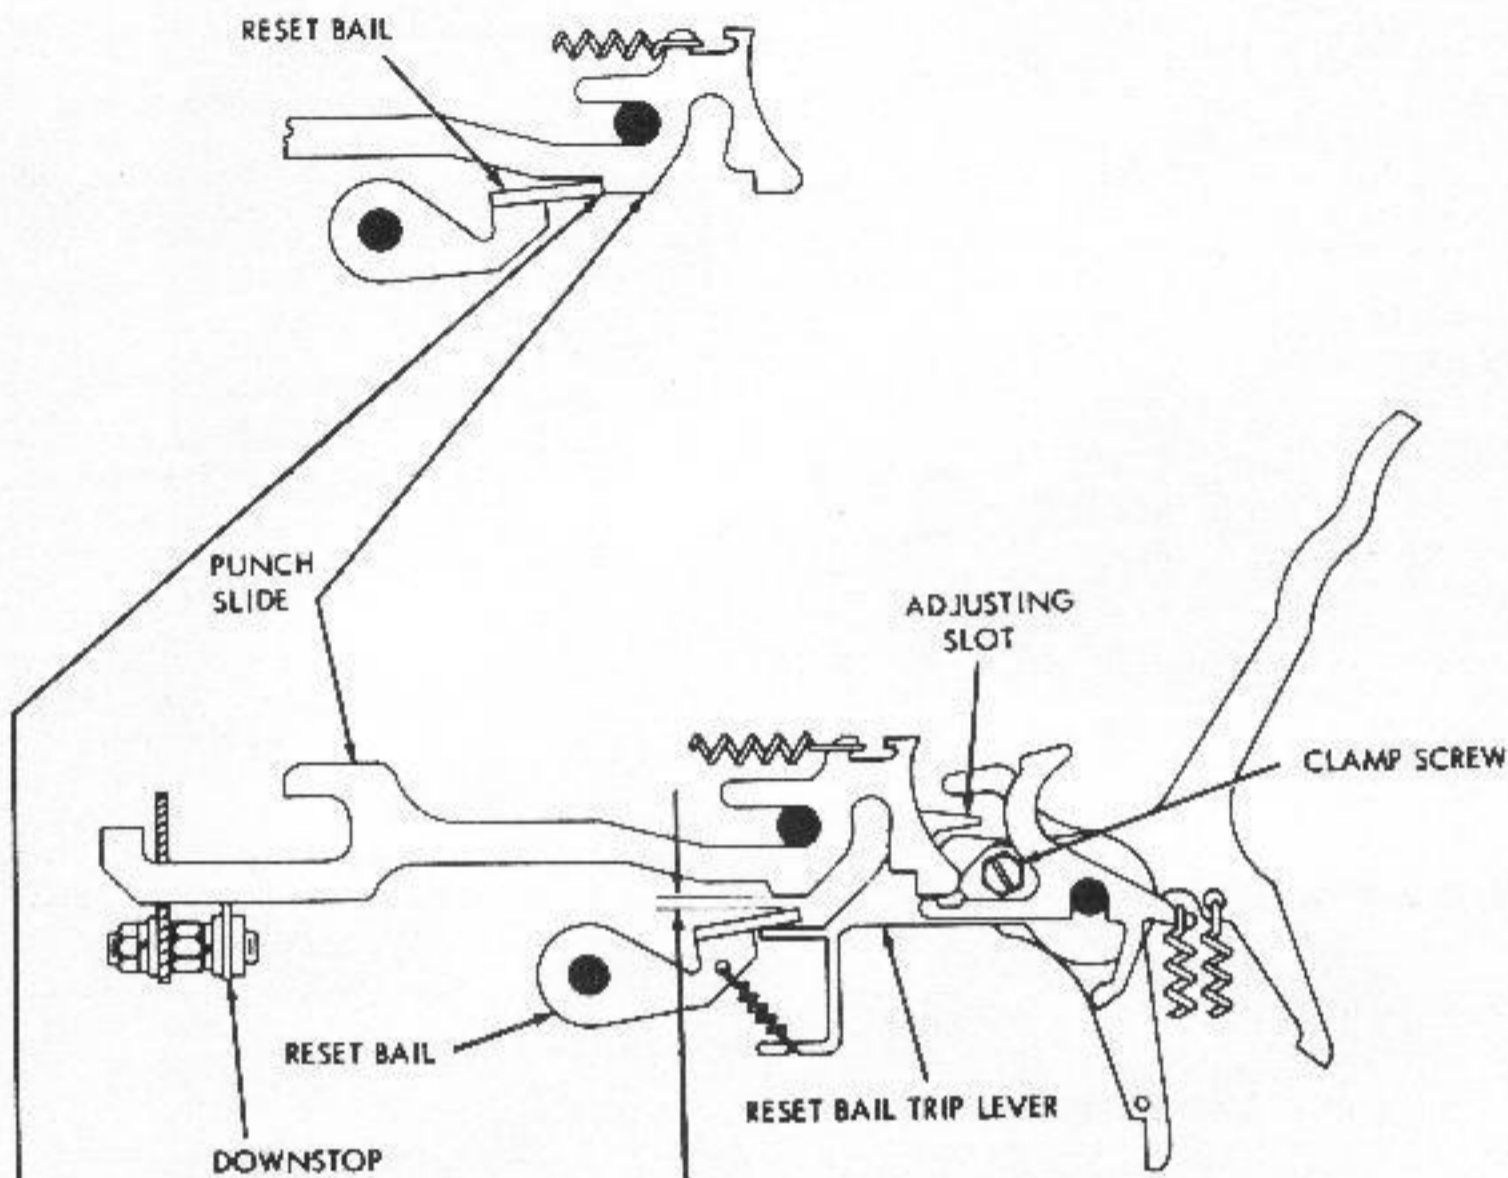 RESET BAIL
PUNCH
SLIDE
ADJUSTING
SLOT
CLAMP SCREW
RESET BAIL
RESET BAIL TRIP LEVER
DOWNSTOP